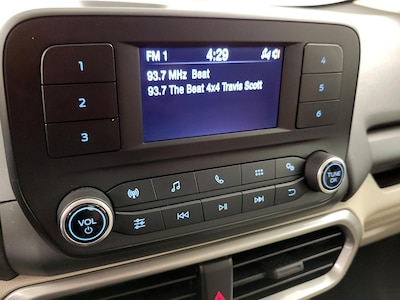 FM 1 4:29
93.7 MHz Beat
93.7 The Beat 4x4 Travis Scott
1
2
3
4
5
6
VOL
TUNE